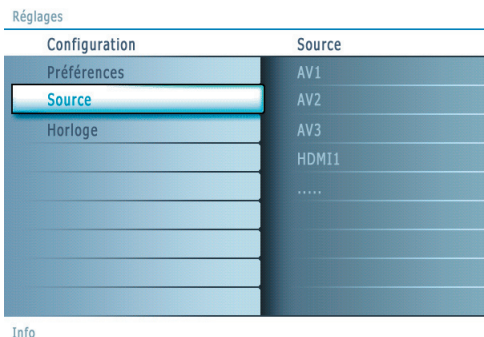 Réglages
Configuration Source
Préférences AV1
Source AV2
Horloge AV3
HDMI1
.....
Info